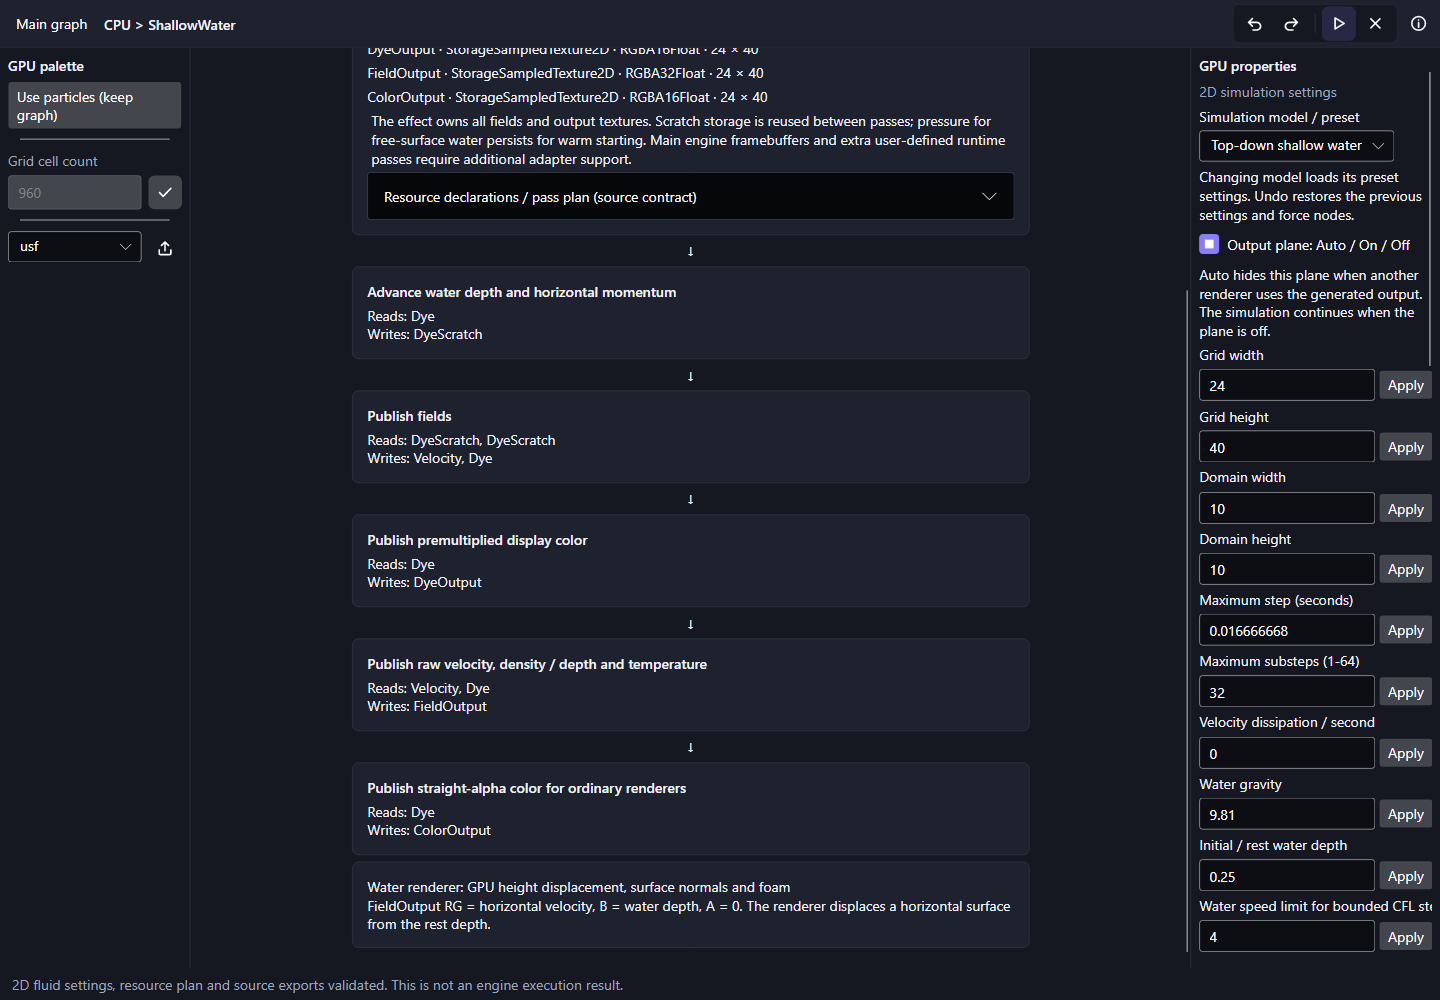 Main graph
CPU > ShallowWater
GPU palette
Use particles (keep
graph)
Grid cell count
960
usf
DyeOutput · StorageSampledTexture2D · RGBA16Float · 24 × 40
FieldOutput · StorageSampledTexture2D · RGBA32Float · 24 × 40
ColorOutput · StorageSampledTexture2D · RGBA16Float · 24 × 40
The effect owns all fields and output textures. Scratch storage is reused between passes; pressure for
free-surface water persists for warm starting. Main engine framebuffers and extra user-defined runtime
passes require additional adapter support.
Resource declarations / pass plan (source contract)
↓
Advance water depth and horizontal momentum
Reads: Dye
Writes: DyeScratch
↓
Publish fields
Reads: DyeScratch, DyeScratch
Writes: Velocity, Dye
↓
Publish premultiplied display color
Reads: Dye
Writes: DyeOutput
↓
Publish raw velocity, density / depth and temperature
Reads: Velocity, Dye
Writes: FieldOutput
↓
Publish straight-alpha color for ordinary renderers
Reads: Dye
Writes: ColorOutput
Water renderer: GPU height displacement, surface normals and foam
FieldOutput RG = horizontal velocity, B = water depth, A = 0. The renderer displaces a horizontal surface
from the rest depth.
GPU properties
2D simulation settings
Simulation model / preset
Top-down shallow water
Changing model loads its preset
settings. Undo restores the previous
settings and force nodes.
Output plane: Auto / On / Off
Auto hides this plane when another
renderer uses the generated output.
The simulation continues when the
plane is off.
Grid width
24 Apply
Grid height
40 Apply
Domain width
10 Apply
Domain height
10 Apply
Maximum step (seconds)
0.016666668 Apply
Maximum substeps (1-64)
32 Apply
Velocity dissipation / second
0 Apply
Water gravity
9.81 Apply
Initial / rest water depth
0.25 Apply
Water speed limit for bounded CFL ste
4 Apply
2D fluid settings, resource plan and source exports validated. This is not an engine execution result.